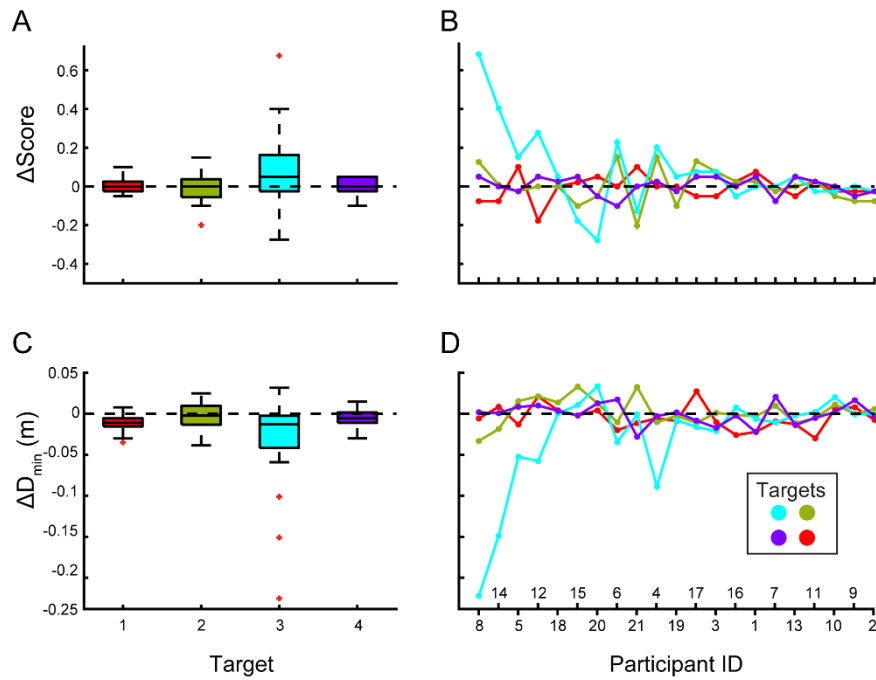 A
B
ΔScore
0.6
0.4
0.2
0
-0.2
-0.4
C
D
ΔDmin (m)
0.05
0
-0.05
-0.1
-0.15
-0.2
-0.25
Targets
14 12 15 6 4 17 16 7 11 9
1 2 3 4
8 5 18 20 21 19 3 1 13 10 2
Target
Participant ID